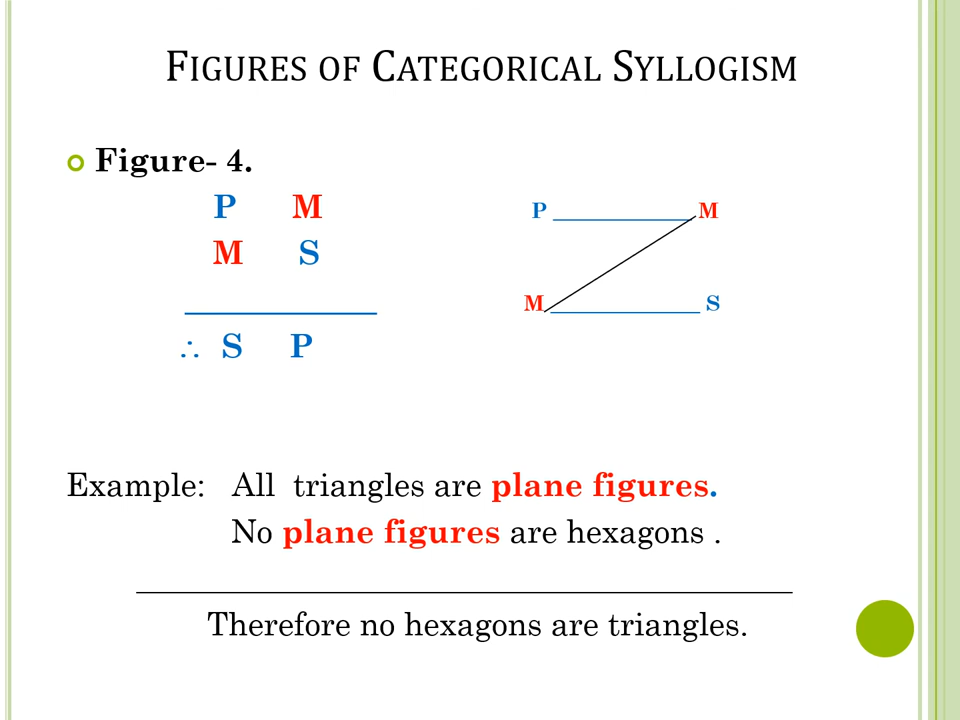 FIGURES OF CATEGORICAL SYLLOGISM
Figure- 4.
P M
M S
∴ S P
P M
M S
Example: All triangles are plane figures.
No plane figures are hexagons .
Therefore no hexagons are triangles.